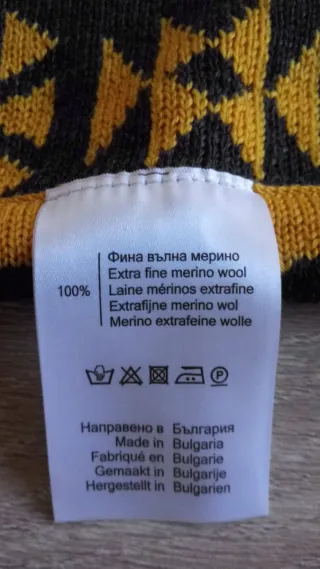 100%
Фина вълна мерино
Extra fine merino wool
Laine mérinos extrafine
Extrafijne merino wol
Merino extrafeine wolle
P
Направено в България
Made in Bulgaria
Fabriqué en Bulgarie
Gemaakt in Bulgarije
Hergestellt in Bulgarien